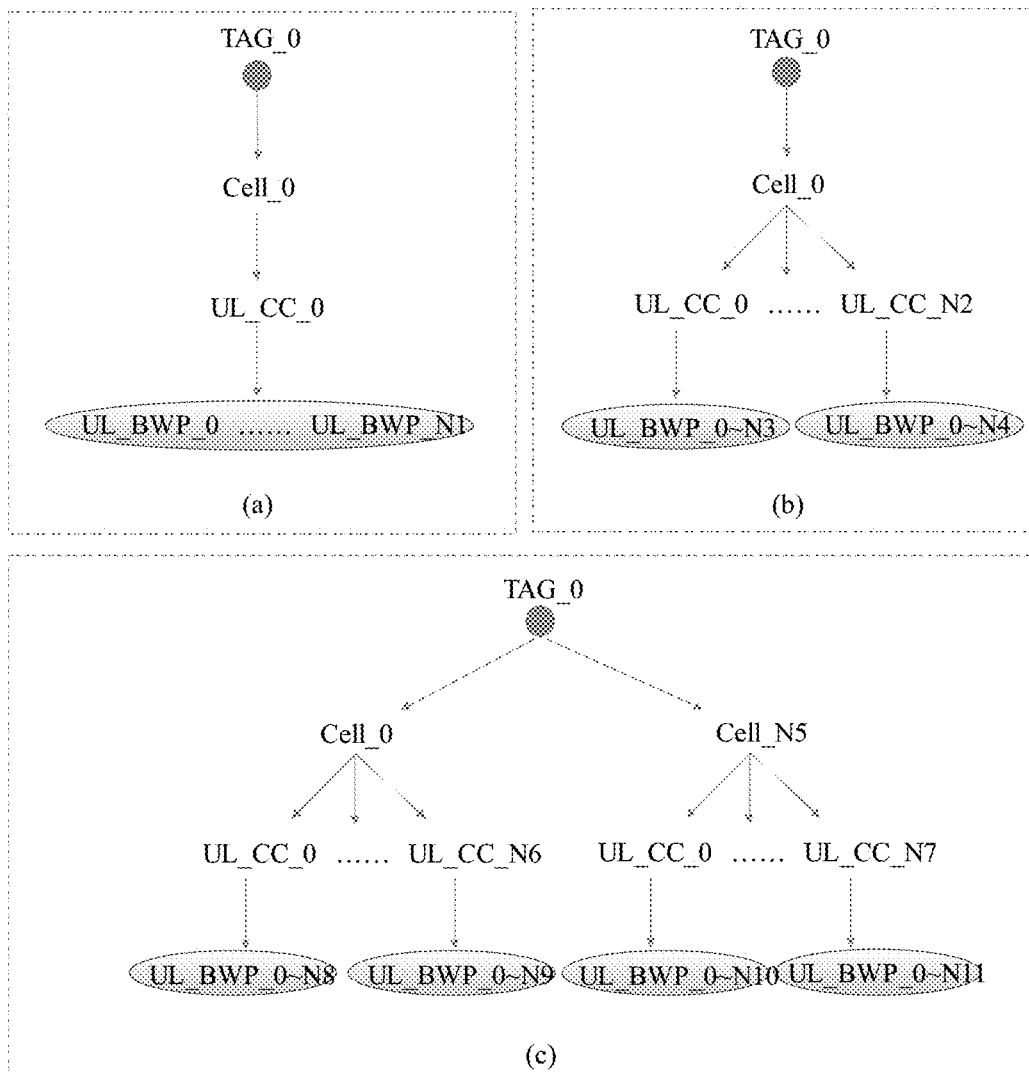 TAG_0
Cell_0
UL_CC_0
UL_BWP_0 ...... UL_BWP_N1
(a)
TAG_0
Cell_0
UL_CC_0 ...... UL_CC_N2
UL_BWP_0~N3 UL_BWP_0~N4
(b)
TAG_0
Cell_0 Cell_N5
UL_CC_0 ...... UL_CC_N6 UL_CC_0 ...... UL_CC_N7
UL_BWP_0~N8 UL_BWP_0~N9 UL_BWP_0~N10 UL_BWP_0~N11
(c)